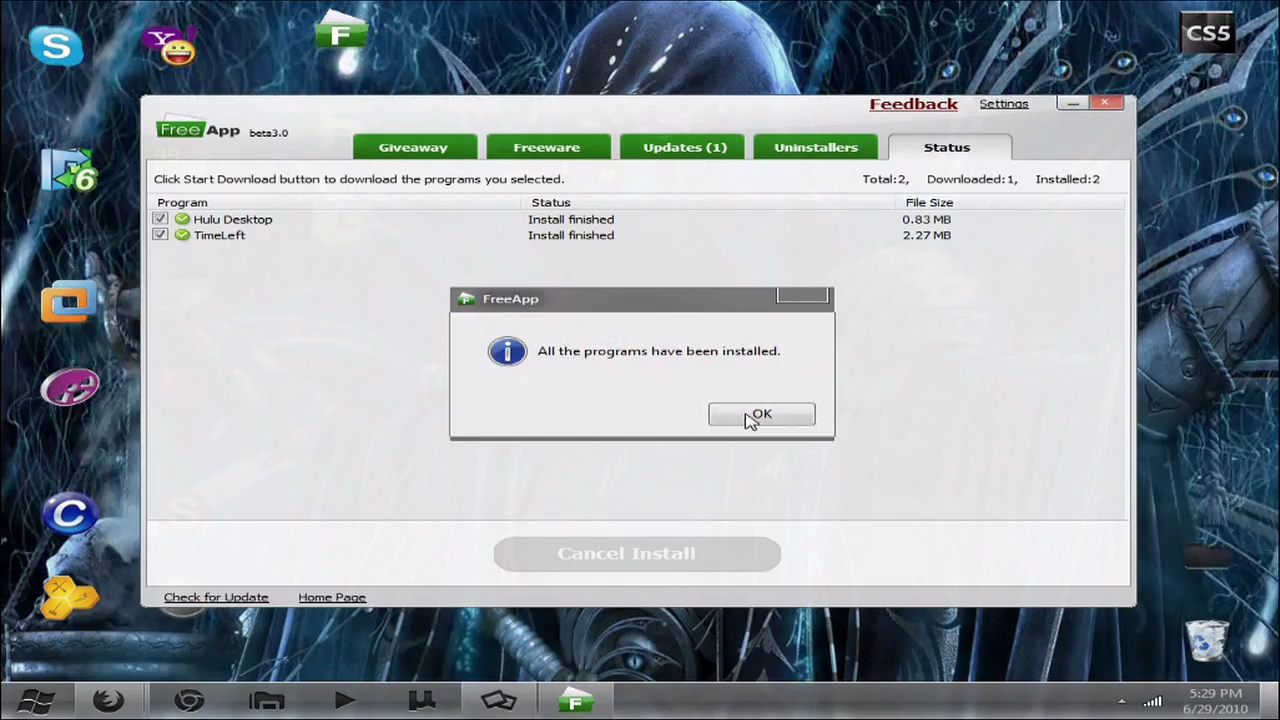 CS5
Feedback Settings
FreeApp beta3.0
Giveaway Freeware Updates (1) Uninstallers Status
Click Start Download button to download the programs you selected. Total:2, Downloaded:1, Installed:2
Program Status File Size
Hulu Desktop Install finished 0.83 MB
TimeLeft Install finished 2.27 MB
FreeApp
All the programs have been installed.
OK
Cancel Install
Check for Update Home Page
5:29 PM
6/29/2010